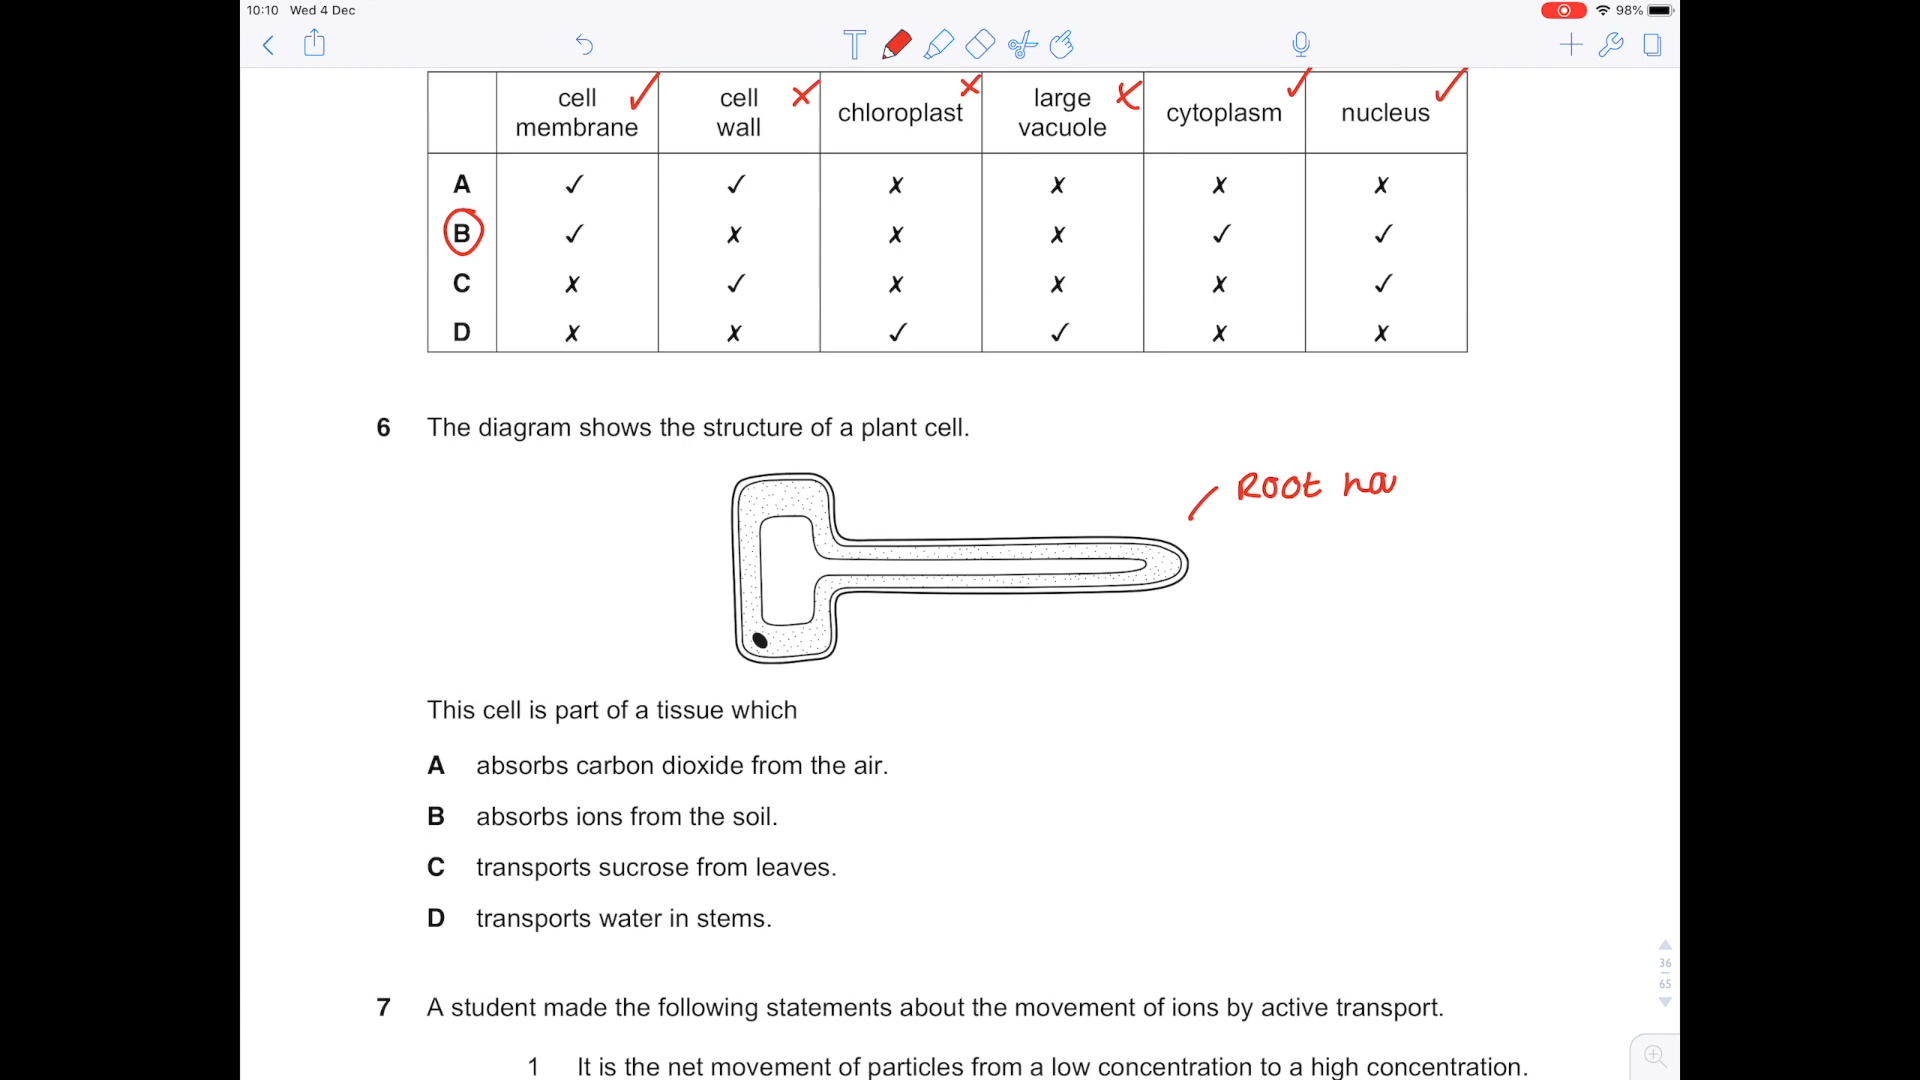 10:10 Wed 4 Dec
98%
T
cell membrane ✓
cell wall ✗
chloroplast ✗
large vacuole ✗
cytoplasm ✓
nucleus ✓
A ✓ ✓ ✗ ✗ ✗ ✗
B ✓ ✗ ✗ ✗ ✓ ✓
C ✗ ✓ ✗ ✗ ✗ ✓
D ✗ ✗ ✓ ✓ ✗ ✗
6 The diagram shows the structure of a plant cell.
Root ha
This cell is part of a tissue which
A absorbs carbon dioxide from the air.
B absorbs ions from the soil.
C transports sucrose from leaves.
D transports water in stems.
36
65
7 A student made the following statements about the movement of ions by active transport.
1 It is the net movement of particles from a low concentration to a high concentration.